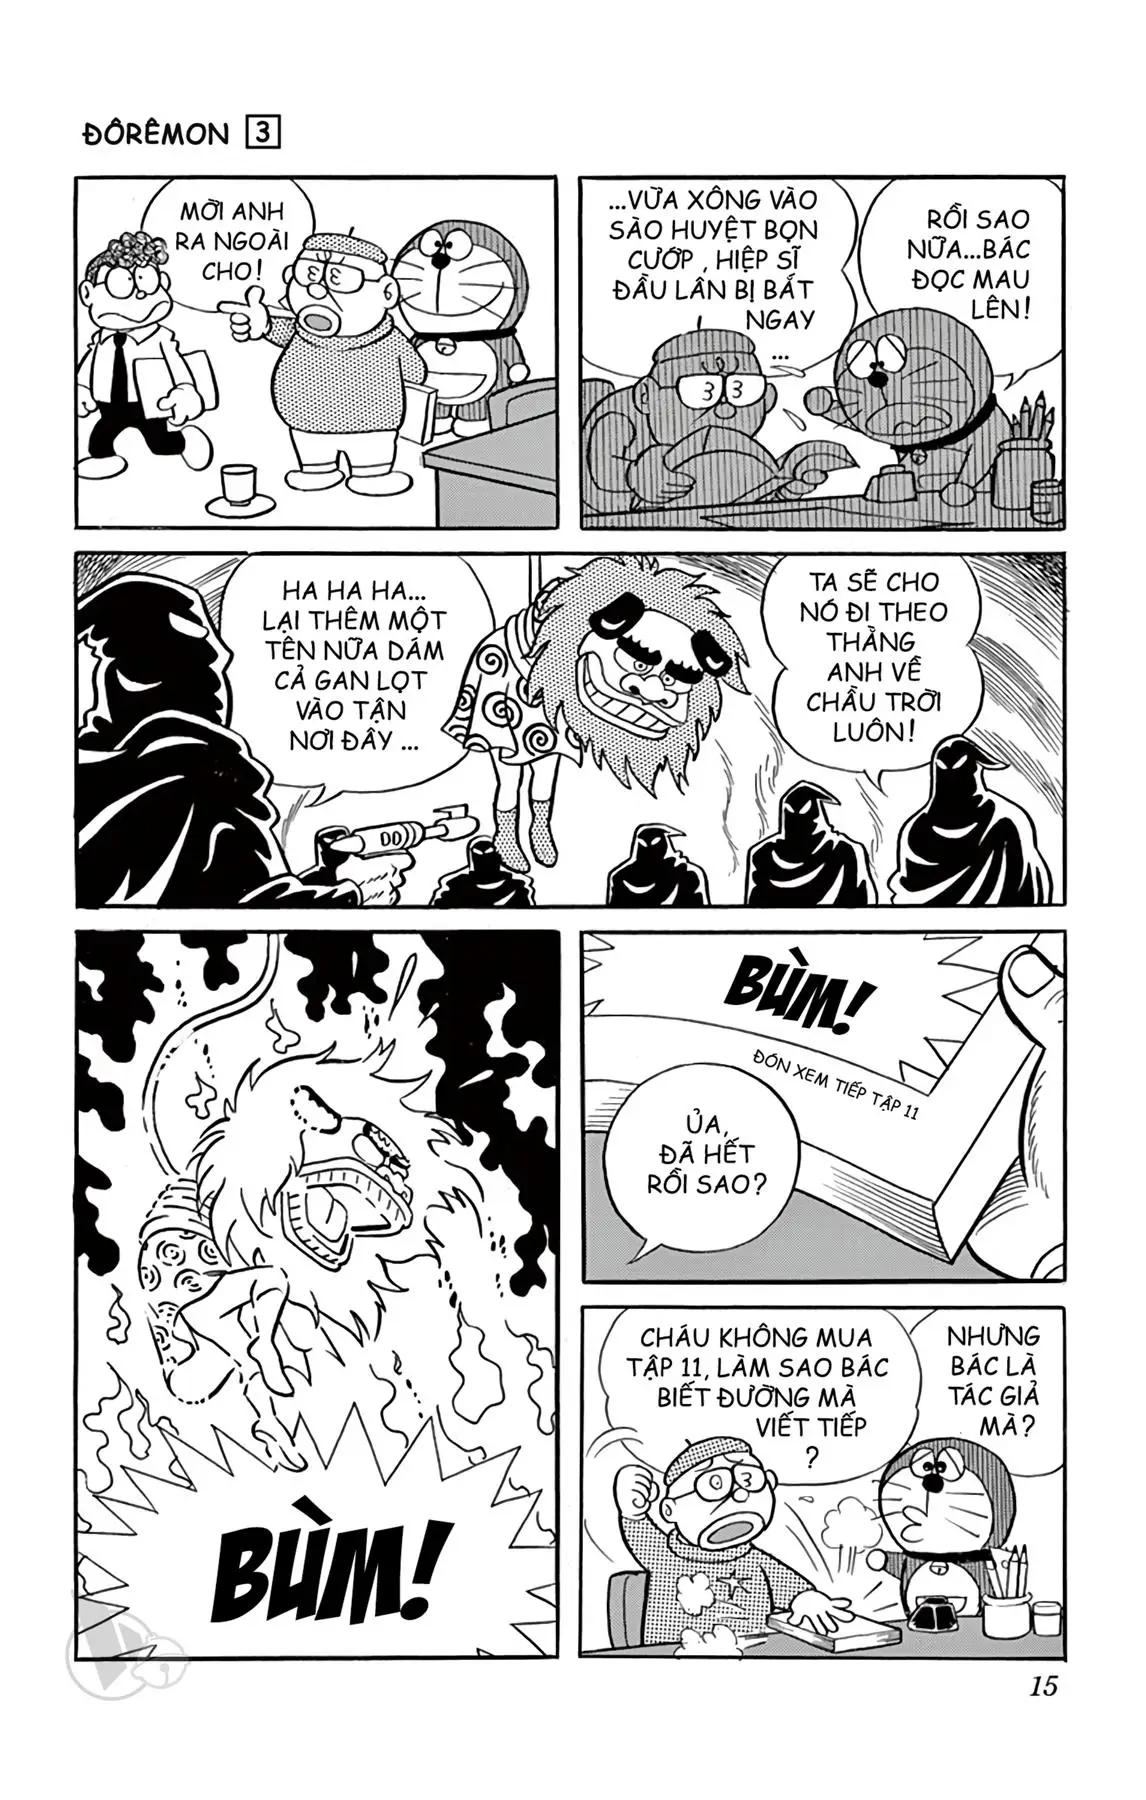 ĐÔRÊMON 3
MỜI ANH
RA NGOÀI
CHO!
...VỪA XÔNG VÀO
SÀO HUYỆT BỌN
CƯỚP , HIỆP SĨ
ĐẦU LÂN BỊ BẮT
NGAY
...
RỒI SAO
NỮA...BÁC
ĐỌC MAU
LÊN!
HA HA HA...
LẠI THÊM MỘT
TÊN NỮA DÁM
CẢ GAN LỌT
VÀO TẬN
NƠI ĐÂY ...
TA SẼ CHO
NÓ ĐI THEO
THẰNG
ANH VỀ
CHẦU TRỜI
LUÔN!
BÙM!
BÙM!
ĐÓN XEM TIẾP TẬP 11
ỦA,
ĐÃ HẾT
RỒI SAO?
CHÁU KHÔNG MUA
TẬP 11, LÀM SAO BÁC
BIẾT ĐƯỜNG MÀ
VIẾT TIẾP
?
NHƯNG
BÁC LÀ
TÁC GIẢ
MÀ?
15